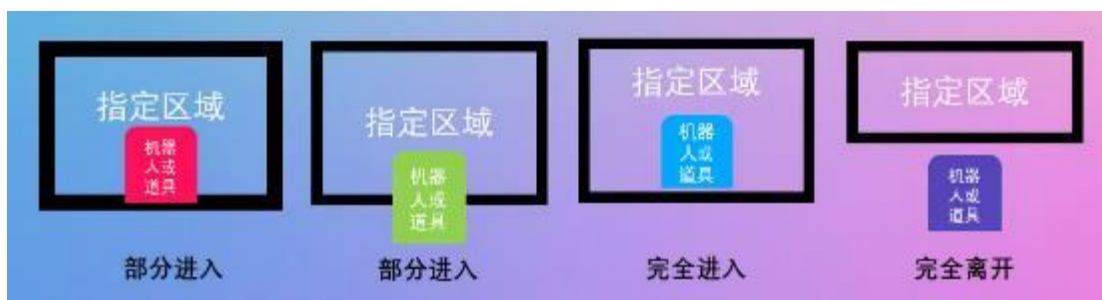 指定区域
机器
人或
道具
部分进入
指定区域
机器
人或
道具
部分进入
指定区域
机器
人或
道具
完全进入
指定区域
机器
人或
道具
完全离开